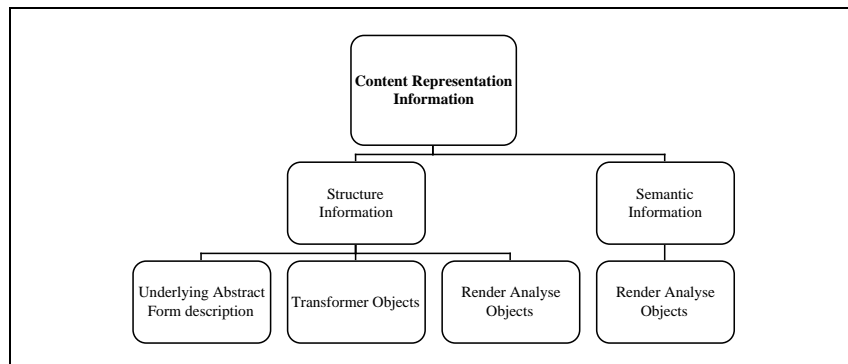 Content Representation
Information
Structure
Information
Semantic
Information
Underlying Abstract
Form description
Transformer Objects
Render Analyse
Objects
Render Analyse
Objects